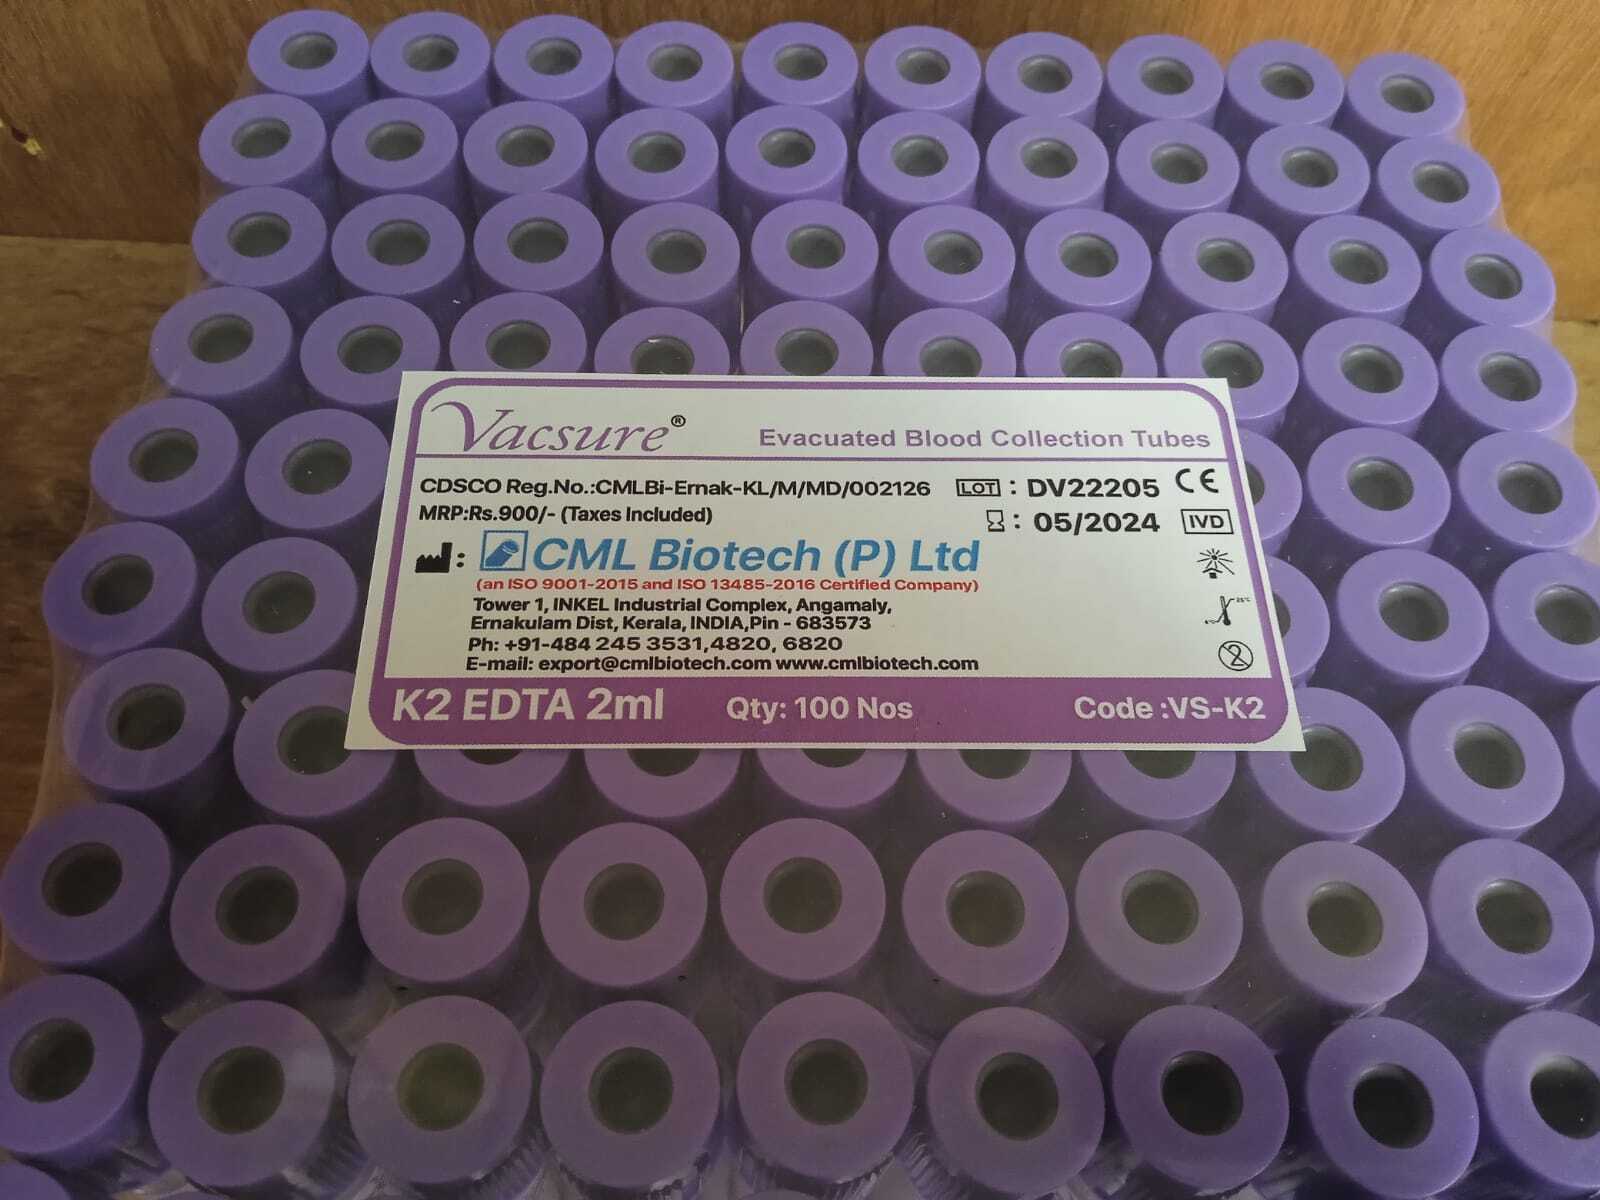 Vacsure®
Evacuated Blood Collection Tubes
CDSCO Reg.No.:CMLBi-Ernak-KL/M/MD/002126
LOT : DV22205 CE
MRP:Rs.900/- (Taxes Included)
: 05/2024 IVD
: CML Biotech (P) Ltd
(an ISO 9001-2015 and ISO 13485-2016 Certified Company)
Tower 1, INKEL Industrial Complex, Angamaly,
Ernakulam Dist, Kerala, INDIA,Pin - 683573
Ph: +91-484 245 3531,4820, 6820
E-mail: export@cmlbiotech.com www.cmlbiotech.com
2
K2 EDTA 2ml Qty: 100 Nos Code :VS-K2